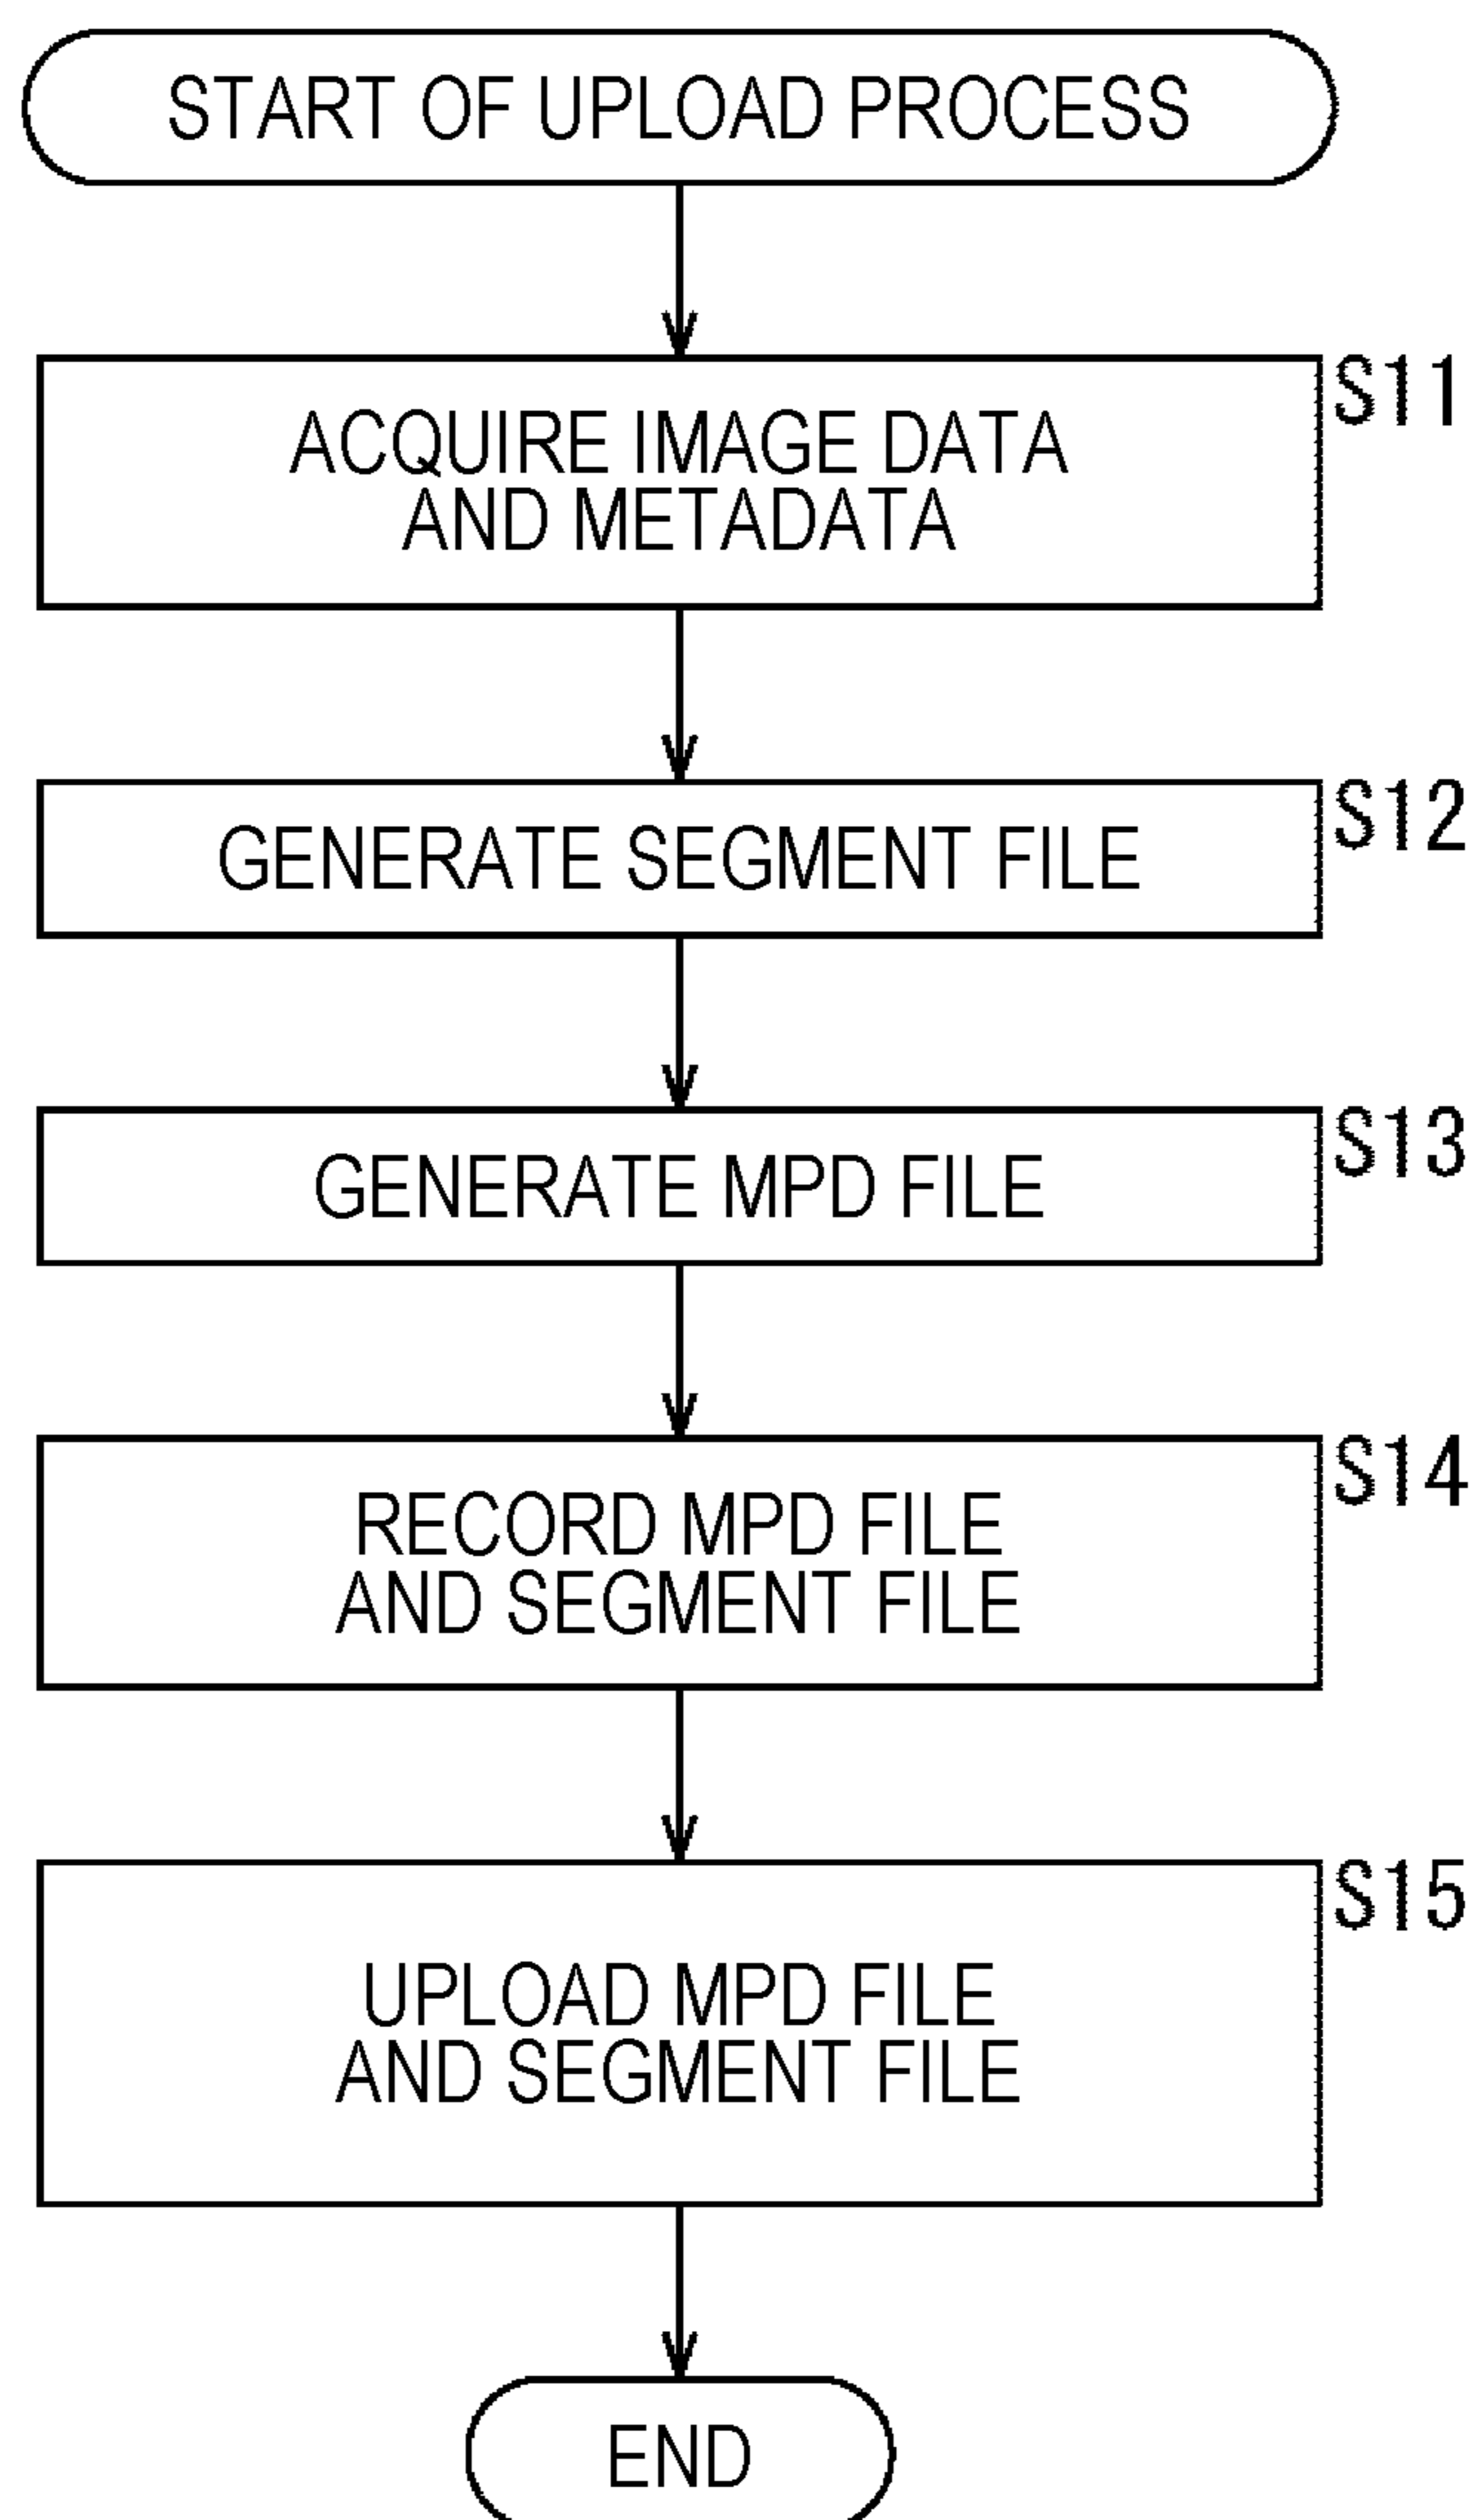 START OF UPLOAD PROCESS
S11
ACQUIRE IMAGE DATA
AND METADATA
S12
GENERATE SEGMENT FILE
S13
GENERATE MPD FILE
S14
RECORD MPD FILE
AND SEGMENT FILE
S15
UPLOAD MPD FILE
AND SEGMENT FILE
END